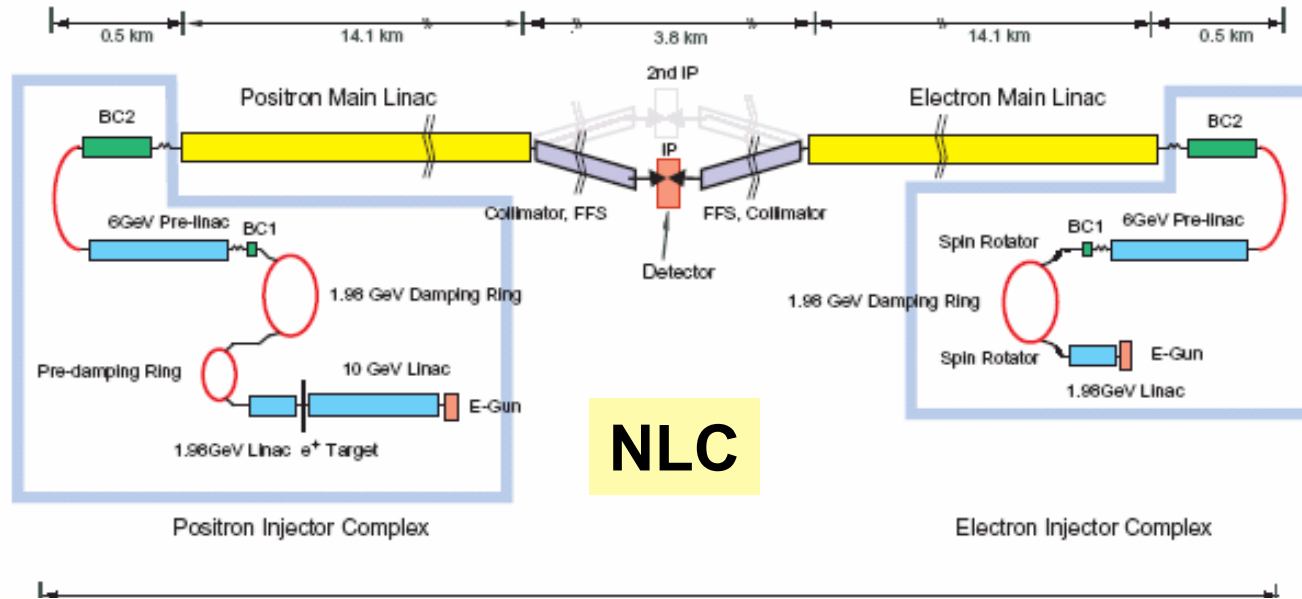 0.5 km 14.1 km 3.8 km 14.1 km 0.5 km
2nd IP
Positron Main Linac Electron Main Linac
BC2 BC2
IP
Collimator, FFS FFS, Collimator
6GeV Pre-linac BC1 BC1 6GeV Pre-linac
Spin Rotator
Detector
1.98 GeV Damping Ring 1.98 GeV Damping Ring
Pre-damping Ring 10 GeV Linac Spin Rotator E-Gun
E-Gun 1.98GeV Linac
1.98GeV Linac e+ Target
NLC
Positron Injector Complex Electron Injector Complex